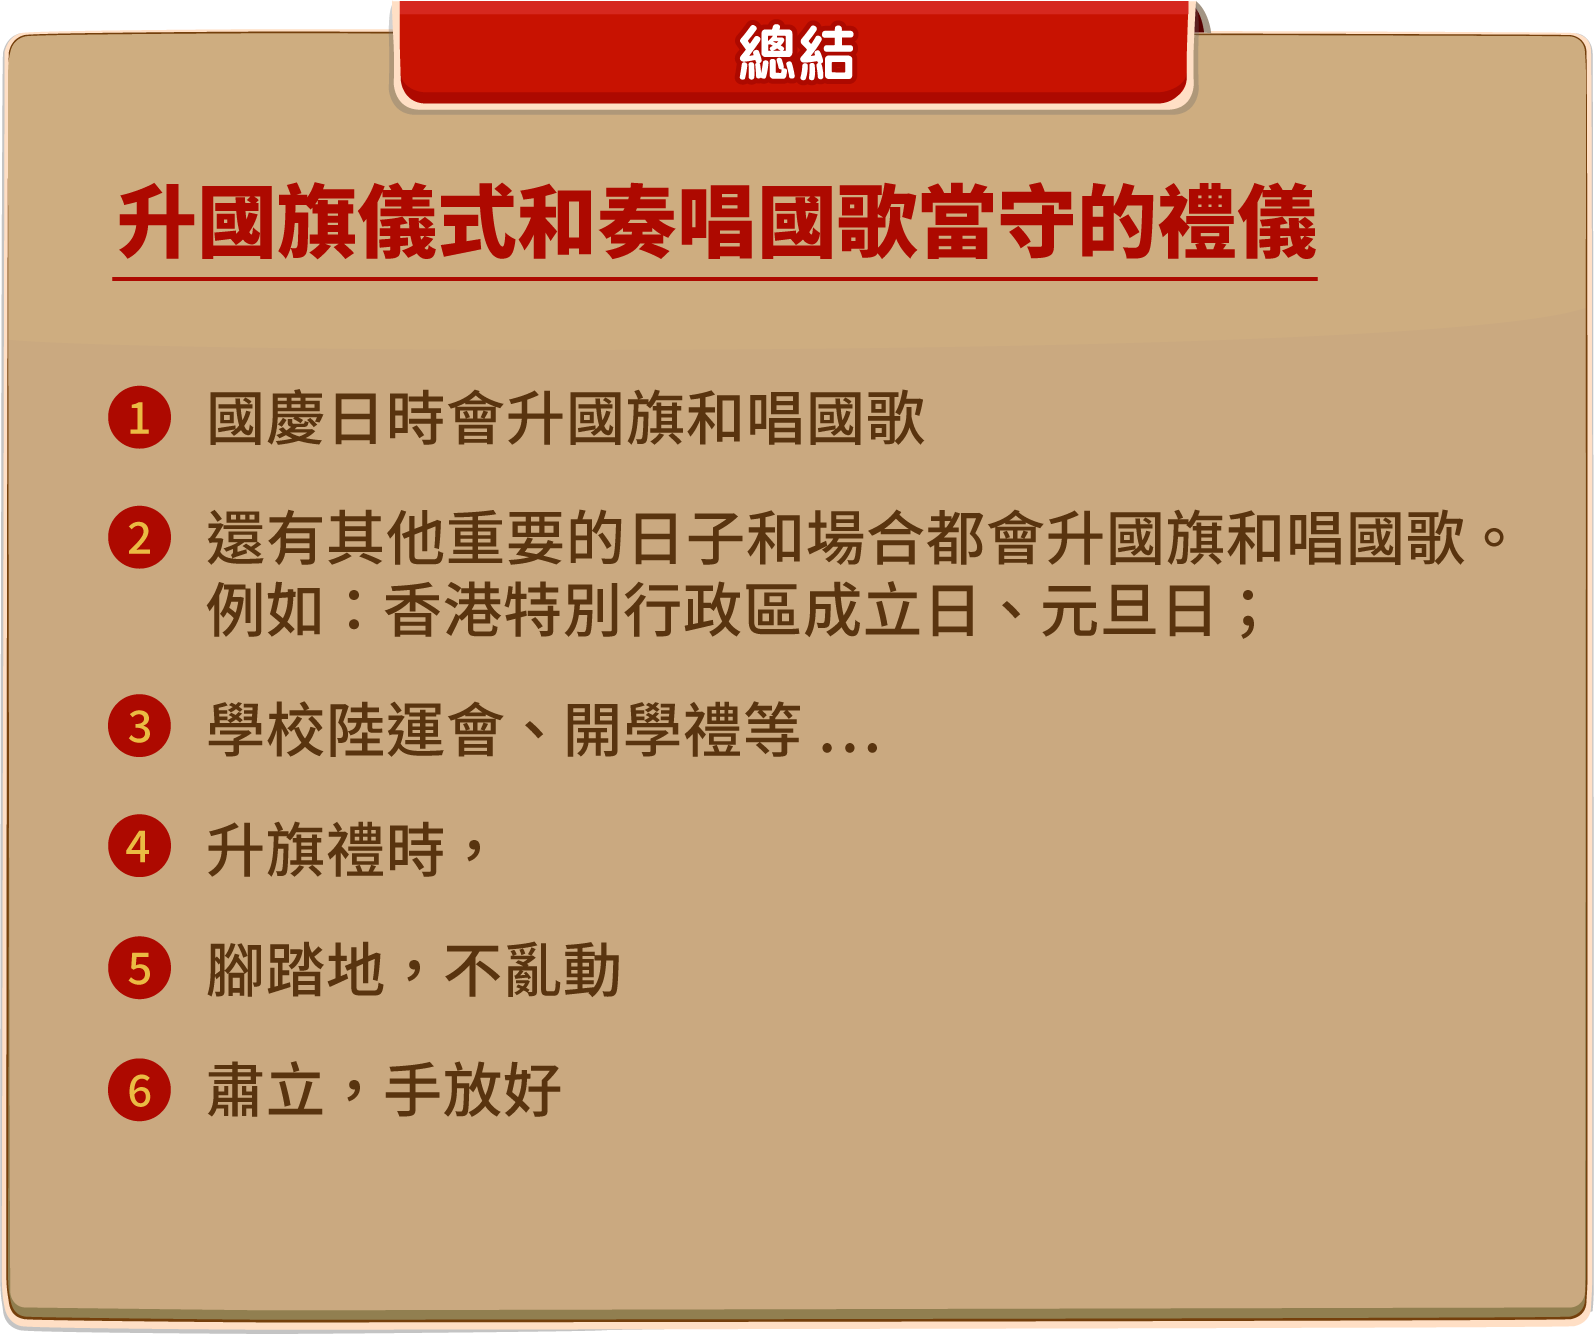 總結
升國旗儀式和奏唱國歌當守的禮儀
1 國慶日時會升國旗和唱國歌
2 還有其他重要的日子和場合都會升國旗和唱國歌。
例如：香港特別行政區成立日、元旦日；
3 學校陸運會、開學禮等 ...
4 升旗禮時，
5 腳踏地，不亂動
6 肅立，手放好